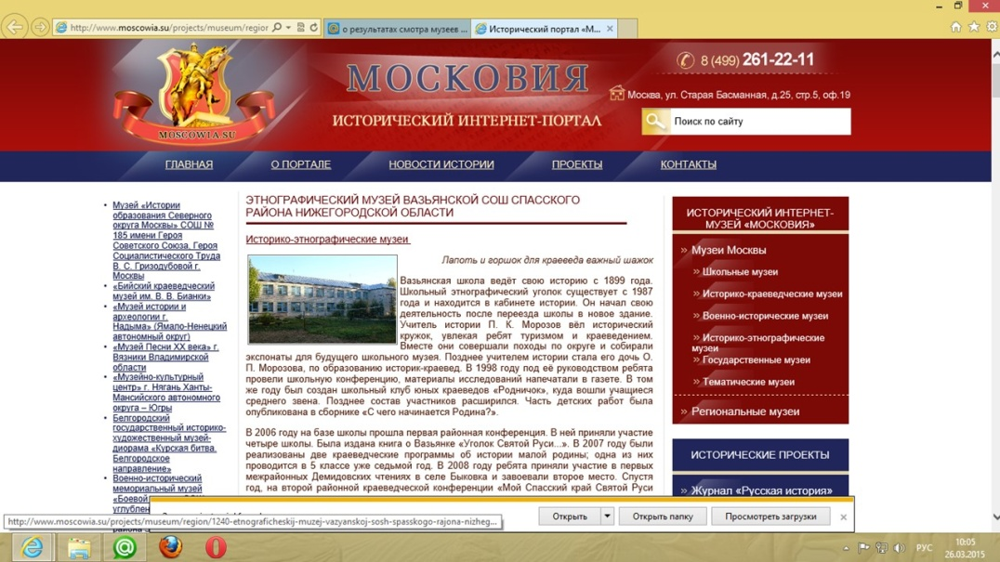 http://www.moscowia.su/projects/museum/region
о результатах смотра музеев ...
Исторический портал «М...
MOSCOWIA.SU
МОСКОВИЯ
ИСТОРИЧЕСКИЙ ИНТЕРНЕТ-ПОРТАЛ
8 (499) 261-22-11
Москва, ул. Старая Басманная, д.25, стр.5, оф.19
Поиск по сайту
ГЛАВНАЯ
О ПОРТАЛЕ
НОВОСТИ ИСТОРИИ
ПРОЕКТЫ
КОНТАКТЫ
Музей «Истории
образования Северного
округа Москвы» СОШ №
185 имени Героя
Советского Союза, Героя
Социалистического Труда
В. С. Гризодубовой г.
Москвы
«Бийский краеведческий
музей им. В. В. Бианки»
«Музей истории и
археологии г.
Надыма» (Ямало-Ненецкий
автономный округ)
«Музей Песни XX века» г.
Вязники Владимирской
области
«Музейно-культурный
центр» г. Нягань Ханты-
Мансийского автономного
округа – Югры
Белгородский
государственный историко-
художественный музей-
диорама «Курская битва.
Белгородское
направление»
Военно-исторический
мемориальный музей
«Боевой
углублен
ЭТНОГРАФИЧЕСКИЙ МУЗЕЙ ВАЗЬЯНСКОЙ СОШ СПАССКОГО
РАЙОНА НИЖЕГОРОДСКОЙ ОБЛАСТИ
Историко-этнографические музеи
Лапоть и горшок для краеведа важный шажок
Вазьянская школа ведёт свою историю с 1899 года.
Школьный этнографический уголок существует с 1987
года и находится в кабинете истории. Он начал свою
деятельность после переезда школы в новое здание.
Учитель истории П. К. Морозов вёл исторический
кружок, увлекая ребят туризмом и краеведением.
Вместе они совершали походы по округе и собирали
экспонаты для будущего школьного музея. Позднее учителем истории стала его дочь О.
П. Морозова, по образованию историк-краевед. В 1998 году под её руководством ребята
провели школьную конференцию, материалы исследований напечатали в газете. В том
же году был создан школьный клуб юных краеведов «Родничок», куда вошли учащиеся
среднего звена. Позднее состав участников расширился. Часть детских работ была
опубликована в сборнике «С чего начинается Родина?».
В 2006 году на базе школы прошла первая районная конференция. В ней приняли участие
четыре школы. Была издана книга о Вазьянке «Уголок Святой Руси...». В 2007 году были
реализованы две краеведческие программы об истории малой родины; одна из них
проводится в 5 классе уже седьмой год. В 2008 году ребята приняли участие в первых
межрайонных Демидовских чтениях в селе Быковка и завоевали второе место. Спустя
год, на второй районной краеведческой конференции «Мой Спасский край Святой Руси
ИСТОРИЧЕСКИЙ ИНТЕРНЕТ-
МУЗЕЙ «МОСКОВИЯ»
» Музеи Москвы
» Школьные музеи
» Историко-краеведческие музеи
» Военно-исторические музеи
» Историко-этнографические
музеи
» Государственные музеи
» Тематические музеи
» Региональные музеи
ИСТОРИЧЕСКИЕ ПРОЕКТЫ
» Журнал «Русская история»
Открыть
Открыть папку
Просмотреть загрузки
http://www.moscowia.su/projects/museum/region/1240-etnograficheskij-muzej-vazyanskoj-sosh-spasskogo-rajona-nizheg...
РУС
10:05
26.03.2015